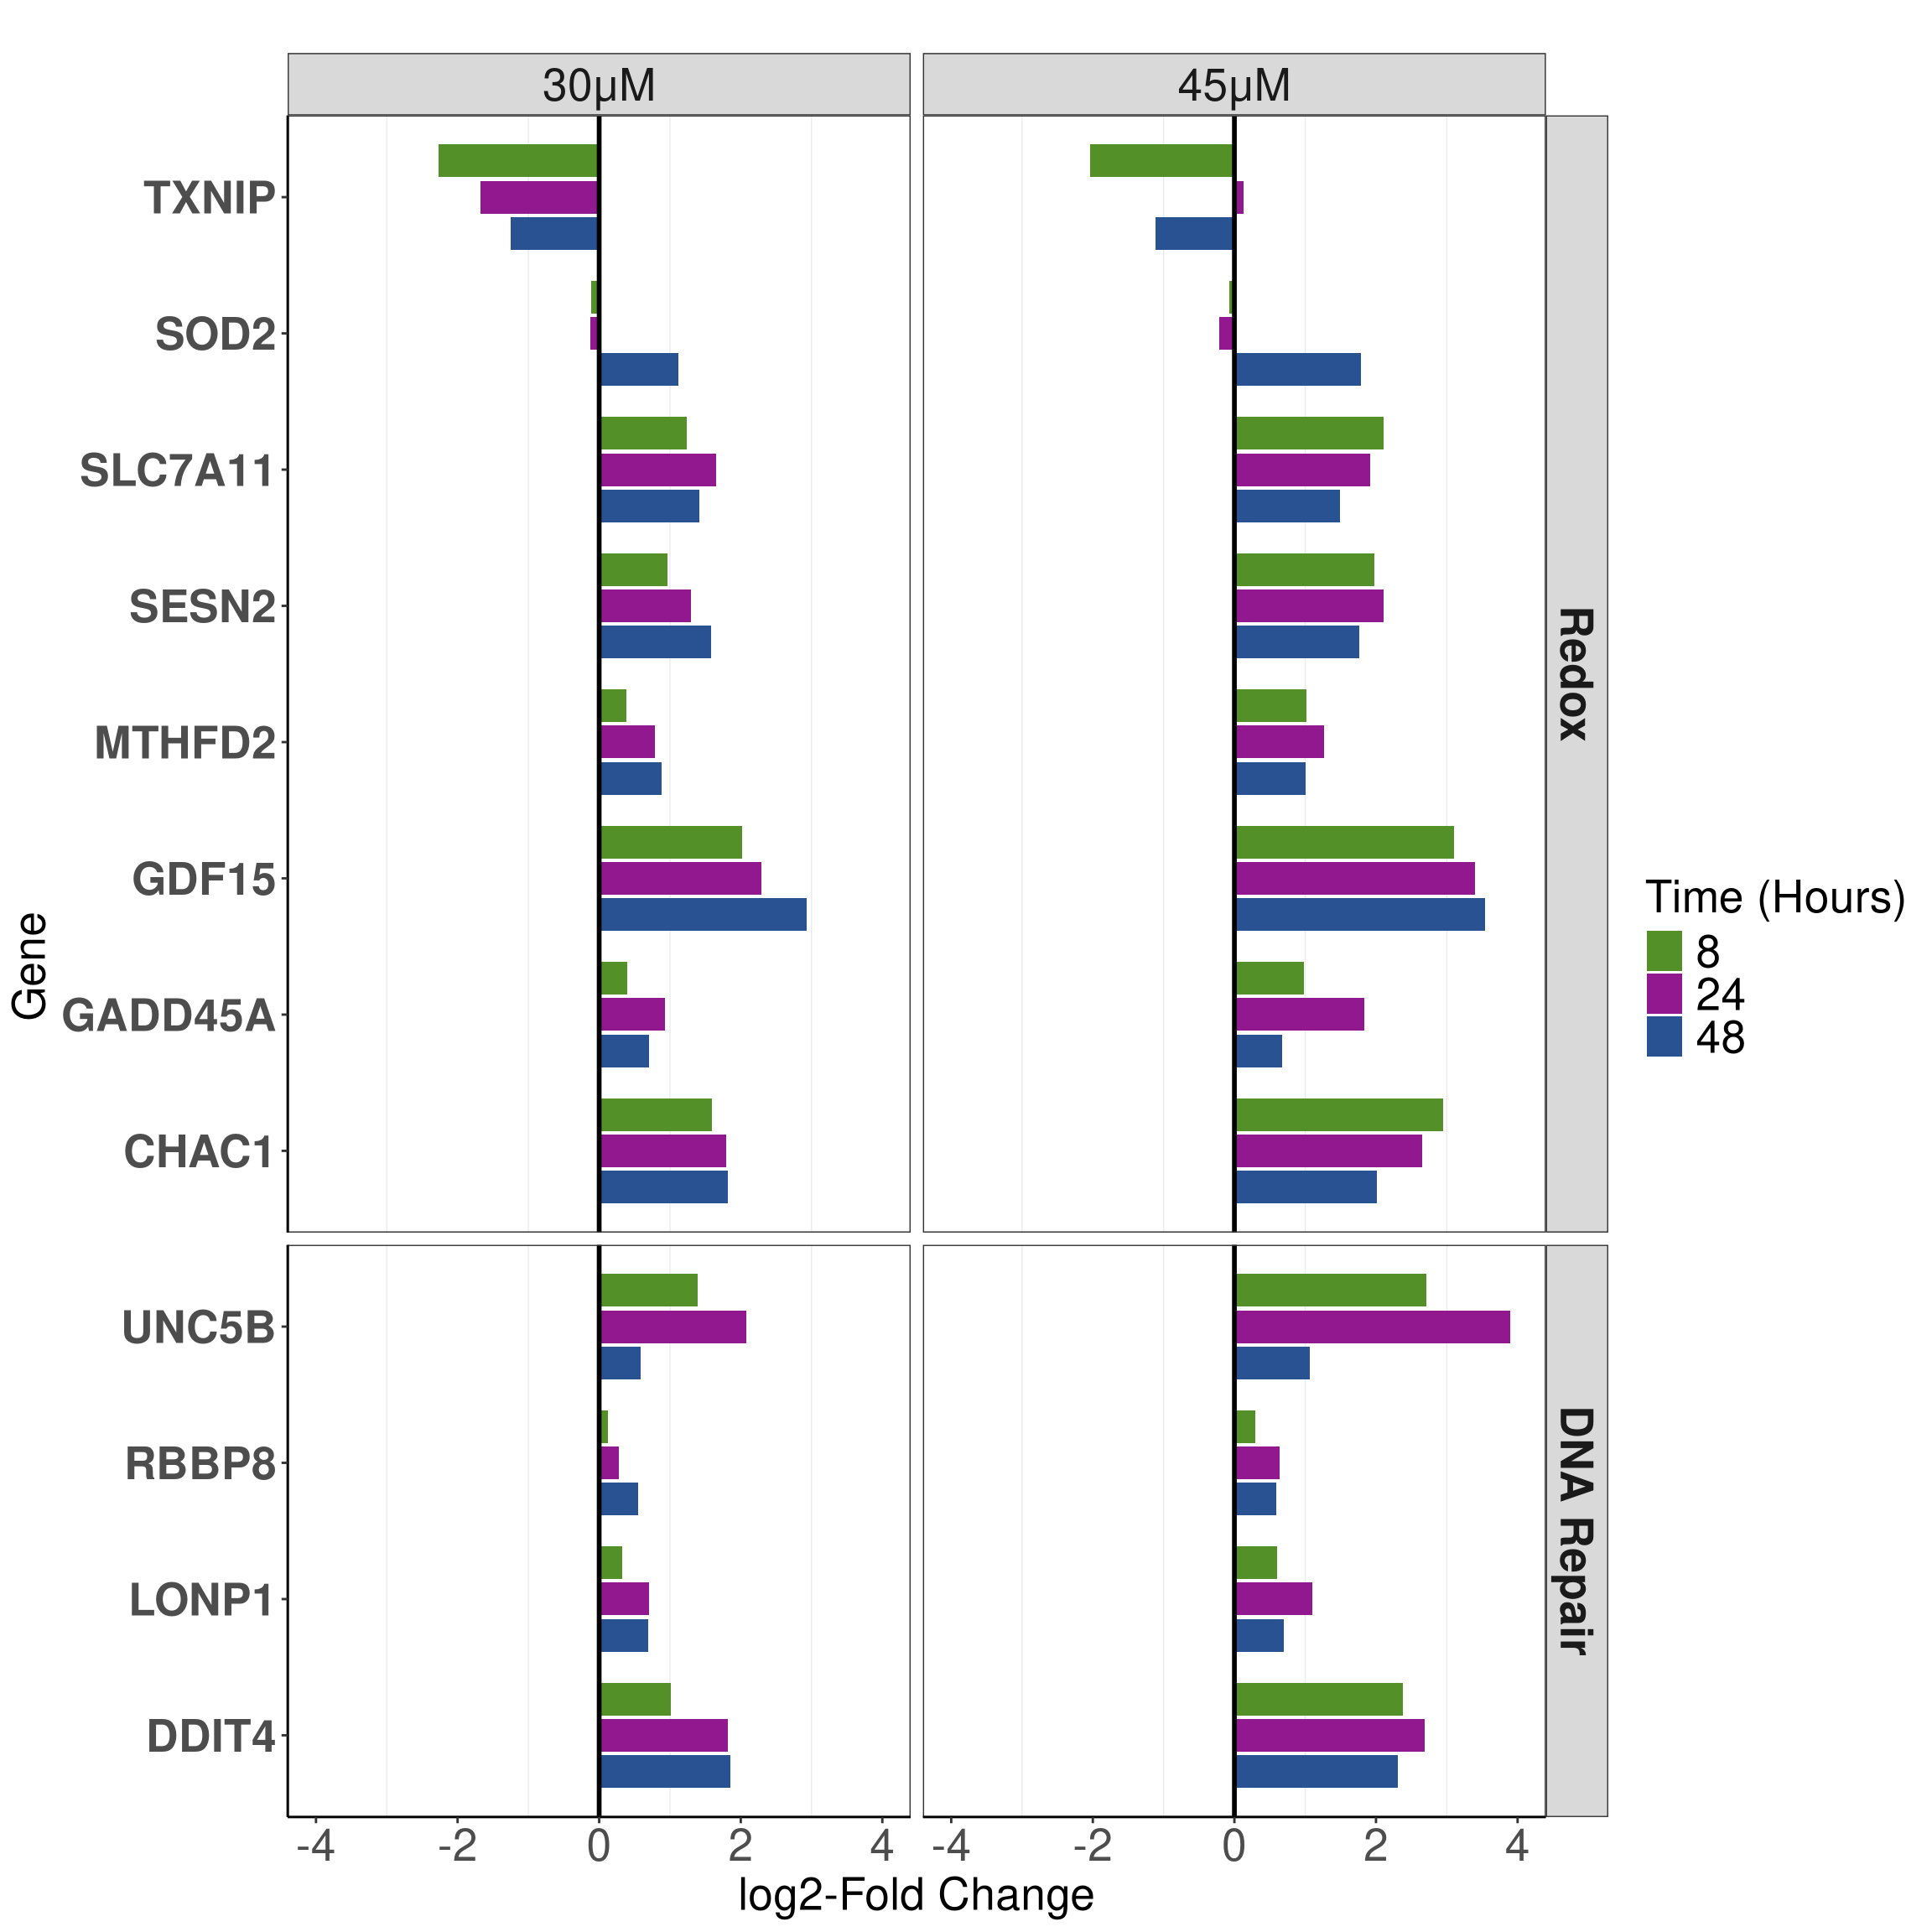 30µM
45µM
TXNIP
SOD2
SLC7A11
SESN2
MTHFD2
GDF15
GADD45A
CHAC1
Redox
UNC5B
RBBP8
LONP1
DDIT4
DNA Repair
Gene
-4 -2 0 2 4
-4 -2 0 2 4
log2-Fold Change
Time (Hours)
8
24
48